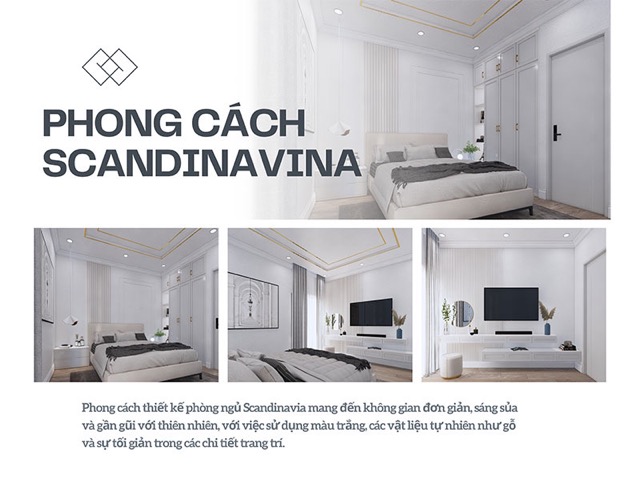 PHONG CÁCH
SCANDINAVINA
Phong cách thiết kế phòng ngủ Scandinavia mang đến không gian đơn giản, sáng sủa
và gần gũi với thiên nhiên, với việc sử dụng màu trắng, các vật liệu tự nhiên như gỗ
và sự tối giản trong các chi tiết trang trí.